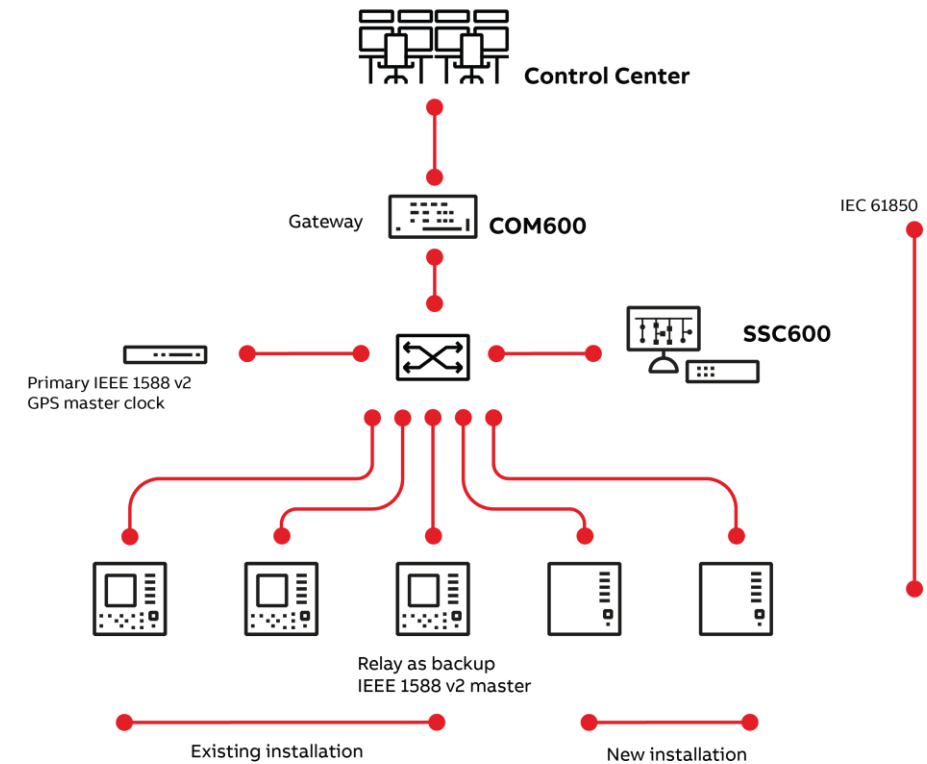 Control Center
Gateway
COM600
IEC 61850
SSC600
Primary IEEE 1588 v2
GPS master clock
Relay as backup
IEEE 1588 v2 master
Existing installation
New installation